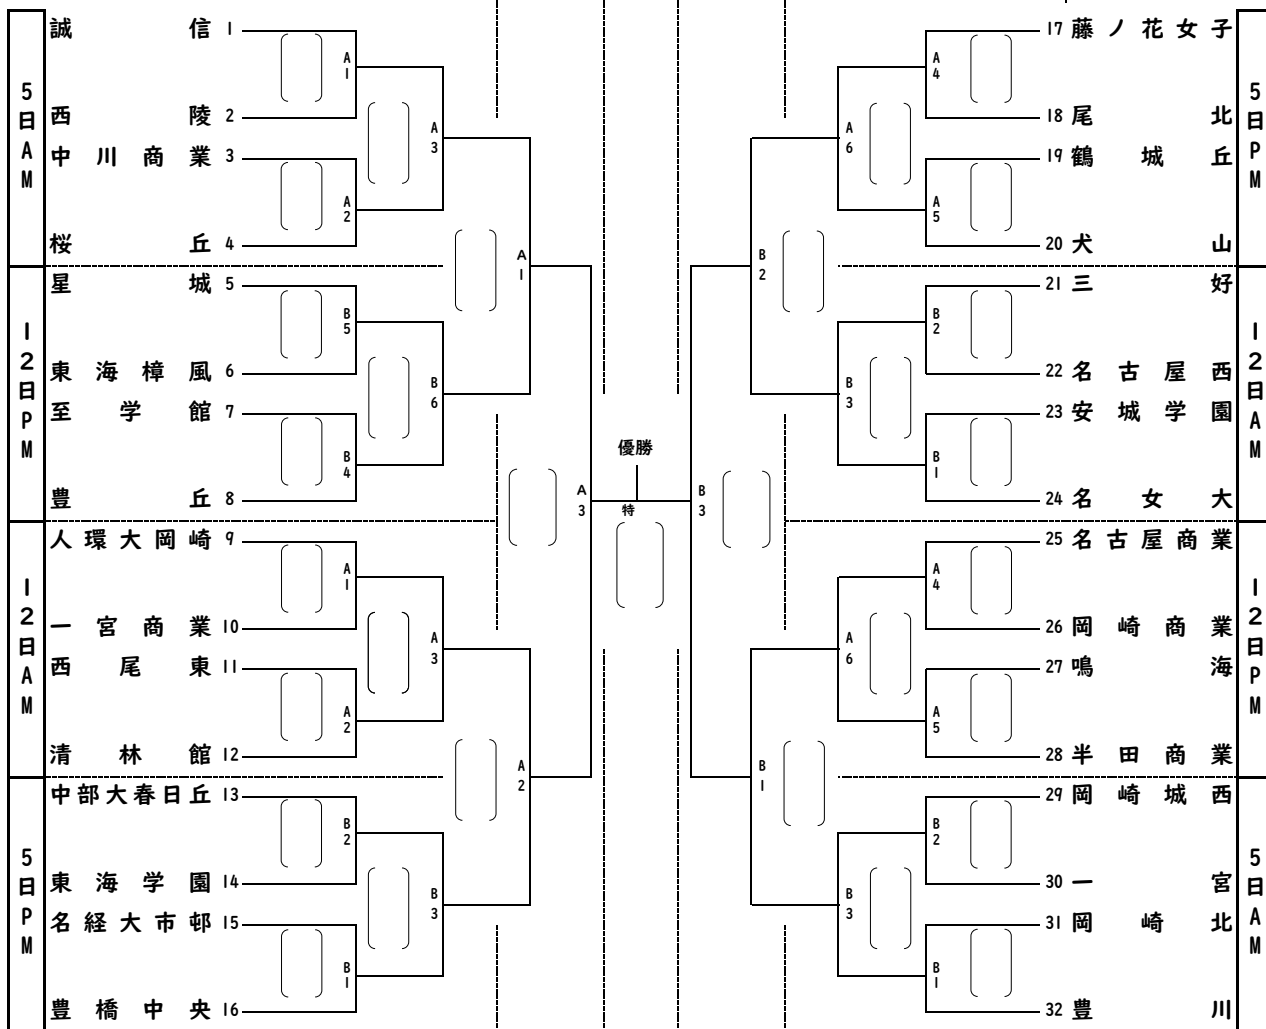 5日AM
誠信 1
A1
西陵 2
A3
中川商業 3
A2
桜丘 4
A1
12日PM
星城 5
B5
東海樟風 6
B6
至学館 7
B4
豊丘 8
A3
12日AM
人環大岡崎 9
A1
一宮商業 10
A3
西尾東 11
A2
清林館 12
A2
5日PM
中部大春日丘 13
B2
東海学園 14
B3
名経大市邨 15
B1
豊橋中央 16
優勝
特
5日PM
17 藤ノ花女子
A4
18 尾北
A6
19 鶴城丘
A5
20 犬山
B2
12日AM
21 三好
B2
22 名古屋西
B3
23 安城学園
B1
24 名女大
B3
12日PM
25 名古屋商業
A4
26 岡崎商業
A6
27 鳴海
A5
28 半田商業
B1
5日AM
29 岡崎城西
B2
30 一宮
B3
31 岡崎北
B1
32 豊川